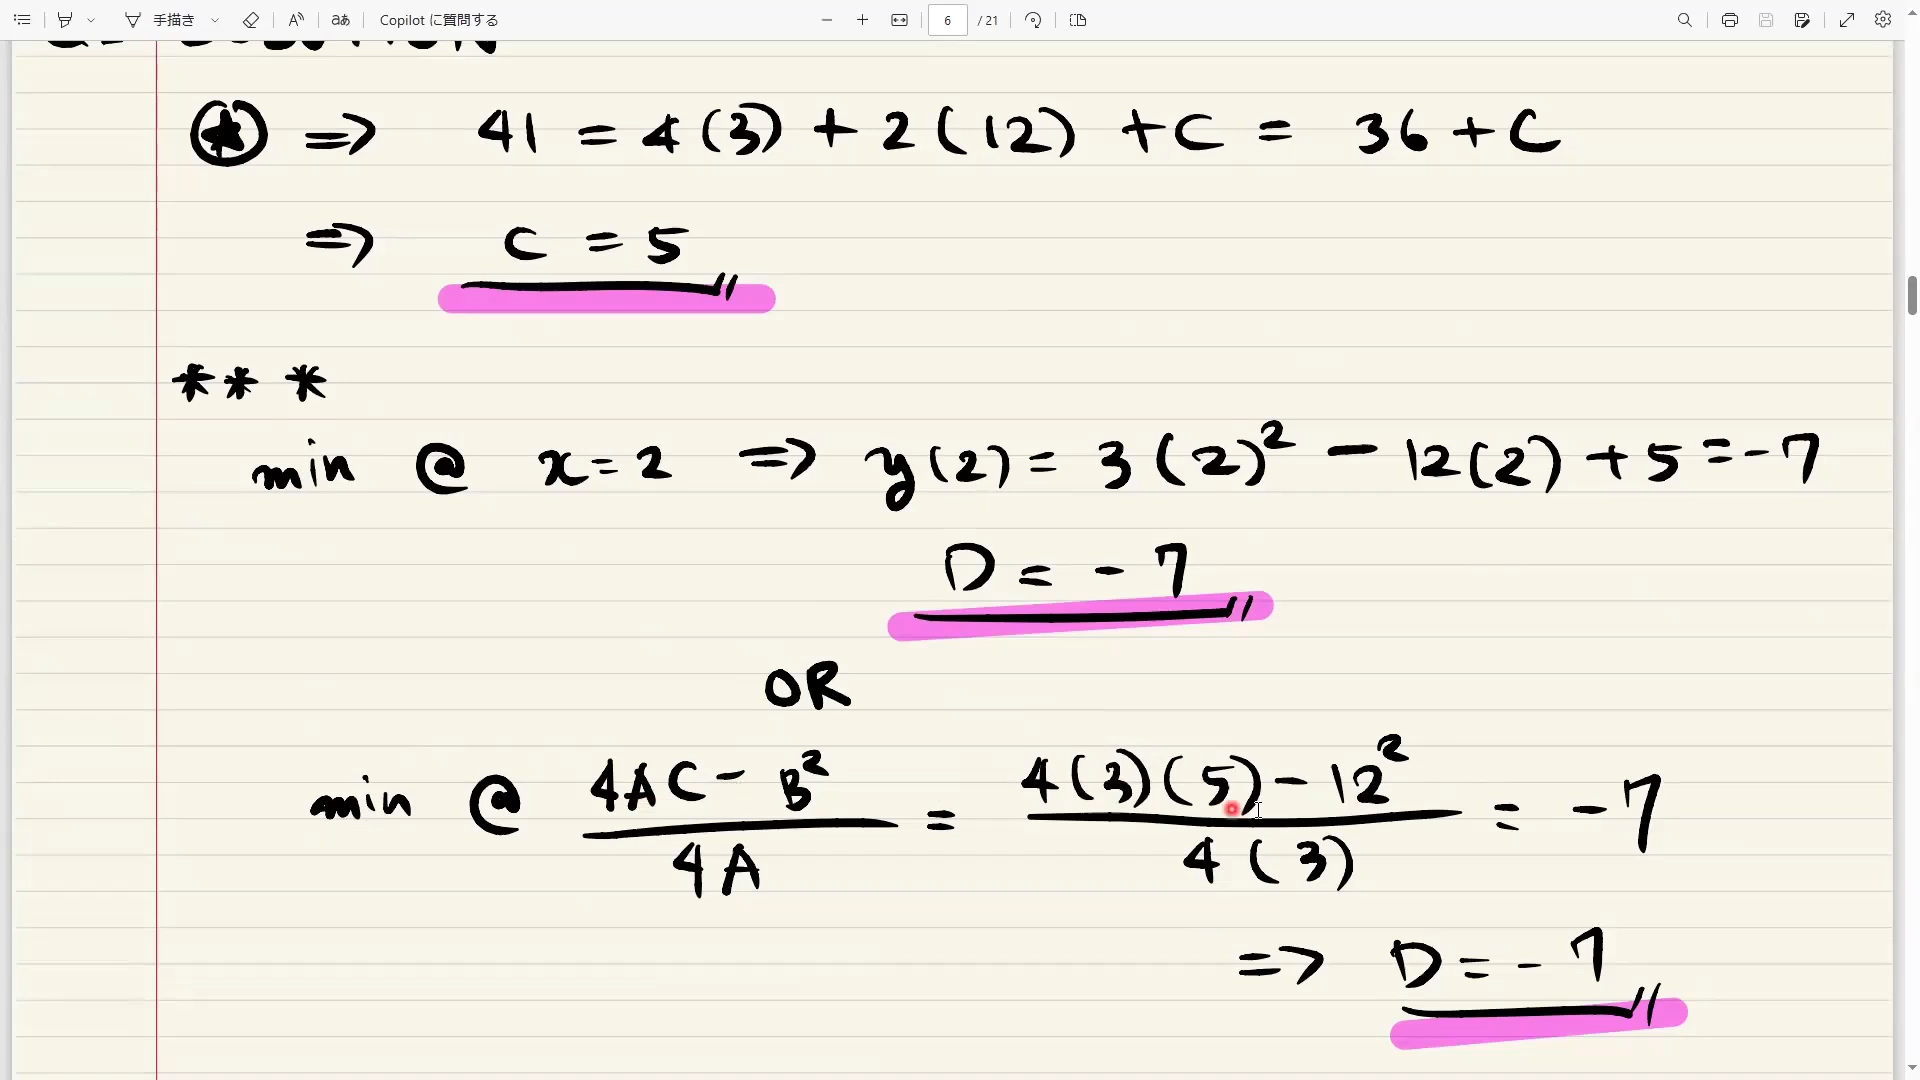 手描き Copilot に質問する 6 / 21
⊛ => 41 = 4(3) + 2(12) + C = 36 + C
=> C = 5
***
min @ x = 2 => y(2) = 3(2)² - 12(2) + 5 = -7
D = -7
OR
min @ (4AC - B²)/(4A) = (4(3)(5) - 12²)/(4(3)) = -7
=> D = -7